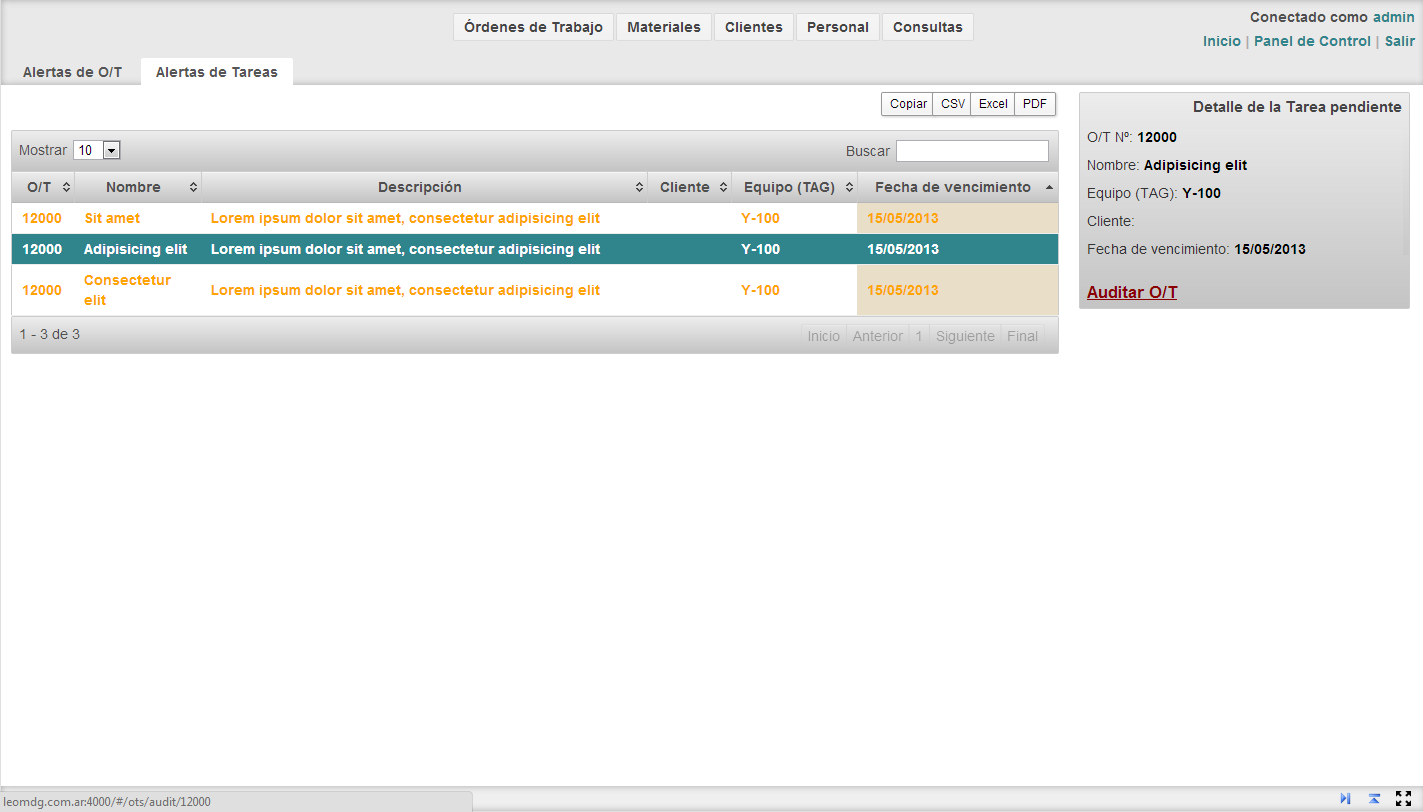 Órdenes de Trabajo Materiales Clientes Personal Consultas
Conectado como admin
Inicio | Panel de Control | Salir
Alertas de O/T Alertas de Tareas
Copiar CSV Excel PDF
Mostrar 10 Buscar
O/T Nombre Descripción Cliente Equipo (TAG) Fecha de vencimiento
12000 Sit amet Lorem ipsum dolor sit amet, consectetur adipisicing elit Y-100 15/05/2013
12000 Adipisicing elit Lorem ipsum dolor sit amet, consectetur adipisicing elit Y-100 15/05/2013
12000 Consectetur elit Lorem ipsum dolor sit amet, consectetur adipisicing elit Y-100 15/05/2013
1 - 3 de 3 Inicio Anterior 1 Siguiente Final
Detalle de la Tarea pendiente
O/T Nº: 12000
Nombre: Adipisicing elit
Equipo (TAG): Y-100
Cliente:
Fecha de vencimiento: 15/05/2013
Auditar O/T
leomdg.com.ar:4000/#/ots/audit/12000